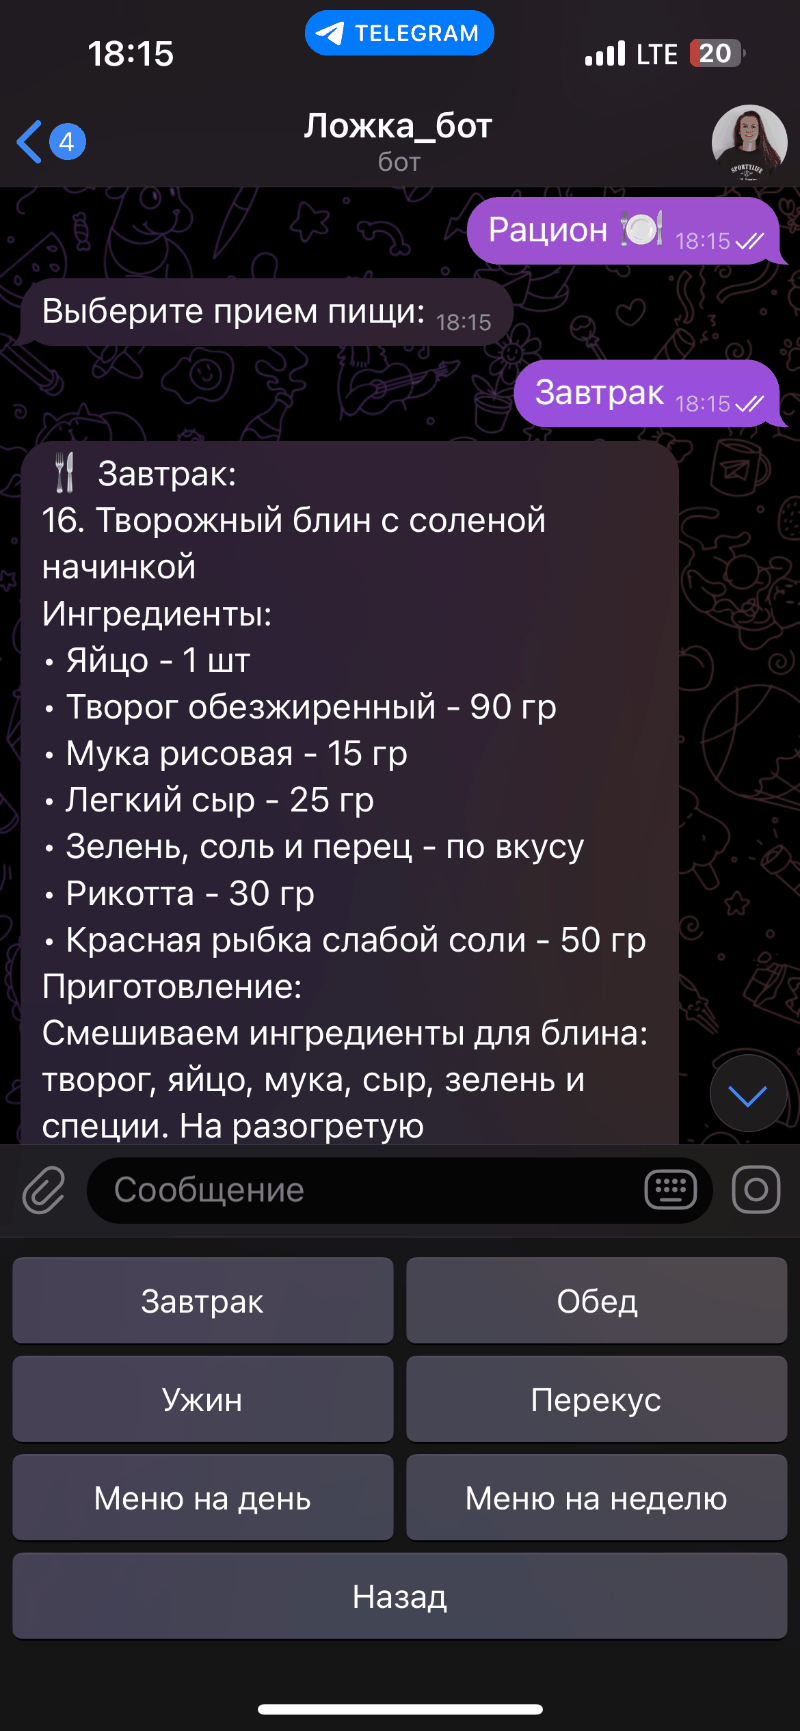 18:15
TELEGRAM
LTE
20
4
Ложка_бот
бот
SPORTYLIFE
Рацион 🍽 18:15
Выберите прием пищи: 18:15
Завтрак 18:15
🍴 Завтрак:
16. Творожный блин с соленой
начинкой
Ингредиенты:
• Яйцо - 1 шт
• Творог обезжиренный - 90 гр
• Мука рисовая - 15 гр
• Легкий сыр - 25 гр
• Зелень, соль и перец - по вкусу
• Рикотта - 30 гр
• Красная рыбка слабой соли - 50 гр
Приготовление:
Смешиваем ингредиенты для блина:
творог, яйцо, мука, сыр, зелень и
специи. На разогретую
Сообщение
Завтрак
Обед
Ужин
Перекус
Меню на день
Меню на неделю
Назад